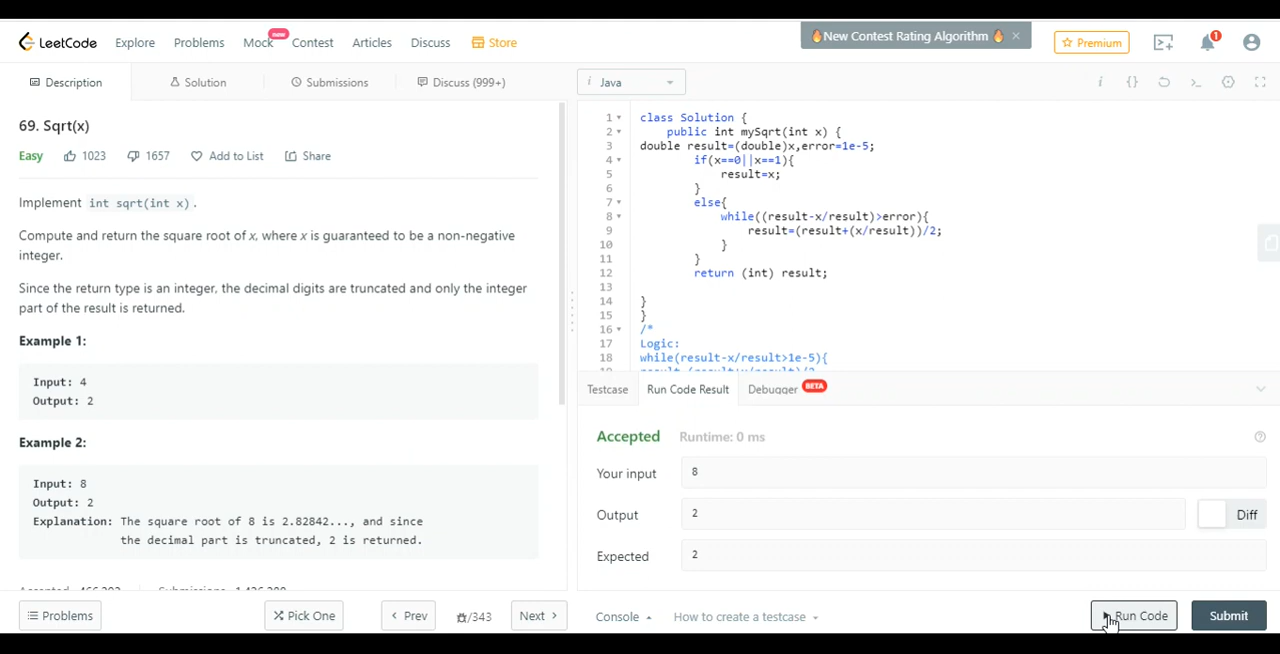 LeetCode Explore Problems Mock new Contest Articles Discuss Store 🔥New Contest Rating Algorithm 🔥 × Premium 1
Description Solution Submissions Discuss (999+)
i Java
69. Sqrt(x)
Easy 1023 1657 Add to List Share
Implement int sqrt(int x).
Compute and return the square root of x, where x is guaranteed to be a non-negative
integer.
Since the return type is an integer, the decimal digits are truncated and only the integer
part of the result is returned.
Example 1:
Input: 4
Output: 2
Example 2:
Input: 8
Output: 2
Explanation: The square root of 8 is 2.82842..., and since
the decimal part is truncated, 2 is returned.
Accepted 466,292 Submissions
Problems Pick One Prev /343 Next
1 class Solution {
2 public int mySqrt(int x) {
3 double result=(double)x,error=1e-5;
4 if(x==0||x==1){
5 result=x;
6 }
7 else{
8 while((result-x/result)>error){
9 result=(result+(x/result))/2;
10 }
11 }
12 return (int) result;
13
14 }
15 }
16 /*
17 Logic:
18 while(result-x/result>1e-5){
Testcase Run Code Result Debugger BETA
Accepted Runtime: 0 ms
Your input 8
Output 2 Diff
Expected 2
Console How to create a testcase Run Code Submit